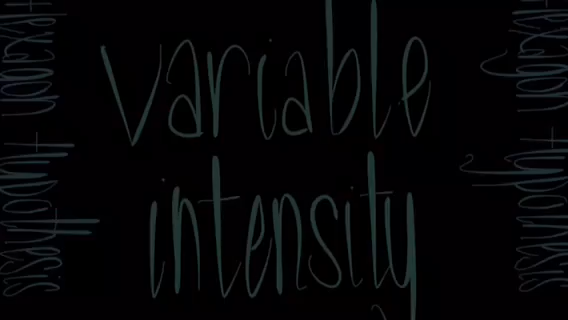 variable
intensity
hexagon hypothesis
hexagon hypothesis